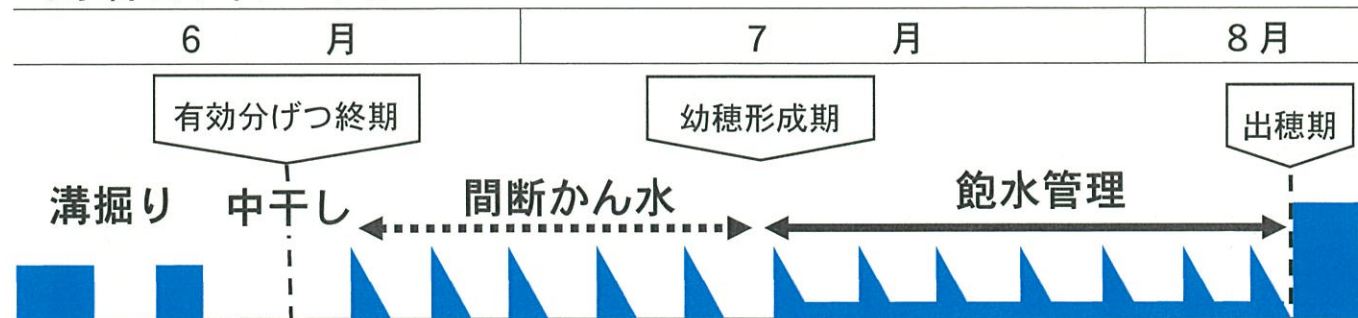 6 月 7 月 8月
有効分げつ終期 幼穂形成期 出穂期
溝掘り 中干し 間断かん水 飽水管理